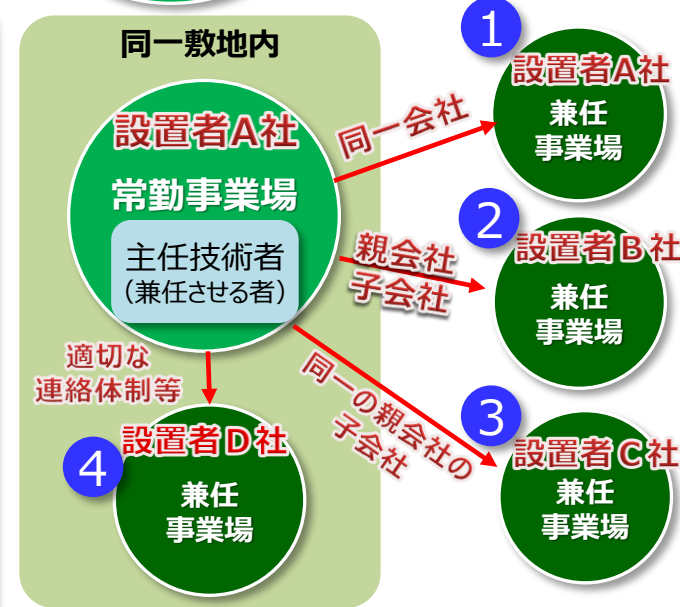 同一敷地内
設置者A社
常勤事業場
主任技術者
（兼任させる者）
同一会社
1
設置者A社
兼任
事業場
親会社
子会社
2
設置者B社
兼任
事業場
同一の親会社の
子会社
3
設置者C社
兼任
事業場
適切な
連絡体制等
4
設置者D社
兼任
事業場